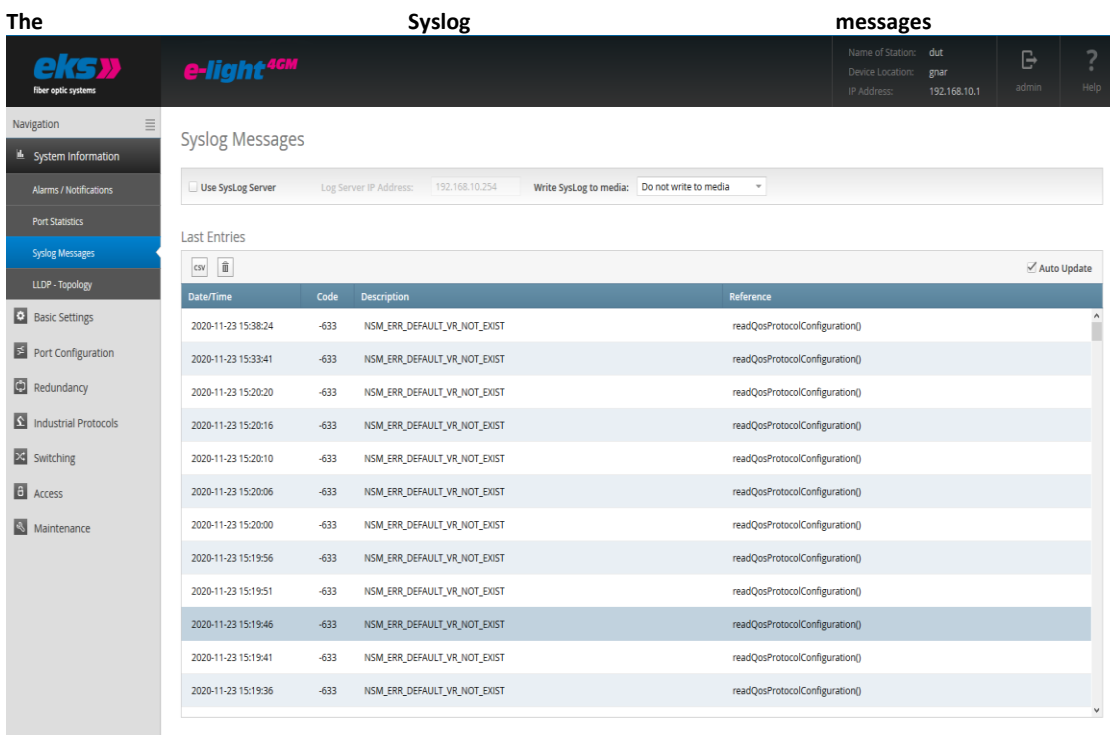 The Syslog messages
eks
fiber optic systems
e-light 4GM
Name of Station: dut
Device Location: gnar
IP Address: 192.168.10.1
admin
?
Help
Navigation
System Information
Alarms / Notifications
Port Statistics
Syslog Messages
LLDP - Topology
Basic Settings
Port Configuration
Redundancy
Industrial Protocols
Switching
Access
Maintenance
Syslog Messages
Use SysLog Server Log Server IP Address: 192.168.10.254 Write SysLog to media: Do not write to media
Last Entries
CSV Auto Update
Date/Time Code Description Reference
2020-11-23 15:38:24 -633 NSM_ERR_DEFAULT_VR_NOT_EXIST readQosProtocolConfiguration()
2020-11-23 15:33:41 -633 NSM_ERR_DEFAULT_VR_NOT_EXIST readQosProtocolConfiguration()
2020-11-23 15:20:20 -633 NSM_ERR_DEFAULT_VR_NOT_EXIST readQosProtocolConfiguration()
2020-11-23 15:20:16 -633 NSM_ERR_DEFAULT_VR_NOT_EXIST readQosProtocolConfiguration()
2020-11-23 15:20:10 -633 NSM_ERR_DEFAULT_VR_NOT_EXIST readQosProtocolConfiguration()
2020-11-23 15:20:06 -633 NSM_ERR_DEFAULT_VR_NOT_EXIST readQosProtocolConfiguration()
2020-11-23 15:20:00 -633 NSM_ERR_DEFAULT_VR_NOT_EXIST readQosProtocolConfiguration()
2020-11-23 15:19:56 -633 NSM_ERR_DEFAULT_VR_NOT_EXIST readQosProtocolConfiguration()
2020-11-23 15:19:51 -633 NSM_ERR_DEFAULT_VR_NOT_EXIST readQosProtocolConfiguration()
2020-11-23 15:19:46 -633 NSM_ERR_DEFAULT_VR_NOT_EXIST readQosProtocolConfiguration()
2020-11-23 15:19:41 -633 NSM_ERR_DEFAULT_VR_NOT_EXIST readQosProtocolConfiguration()
2020-11-23 15:19:36 -633 NSM_ERR_DEFAULT_VR_NOT_EXIST readQosProtocolConfiguration()